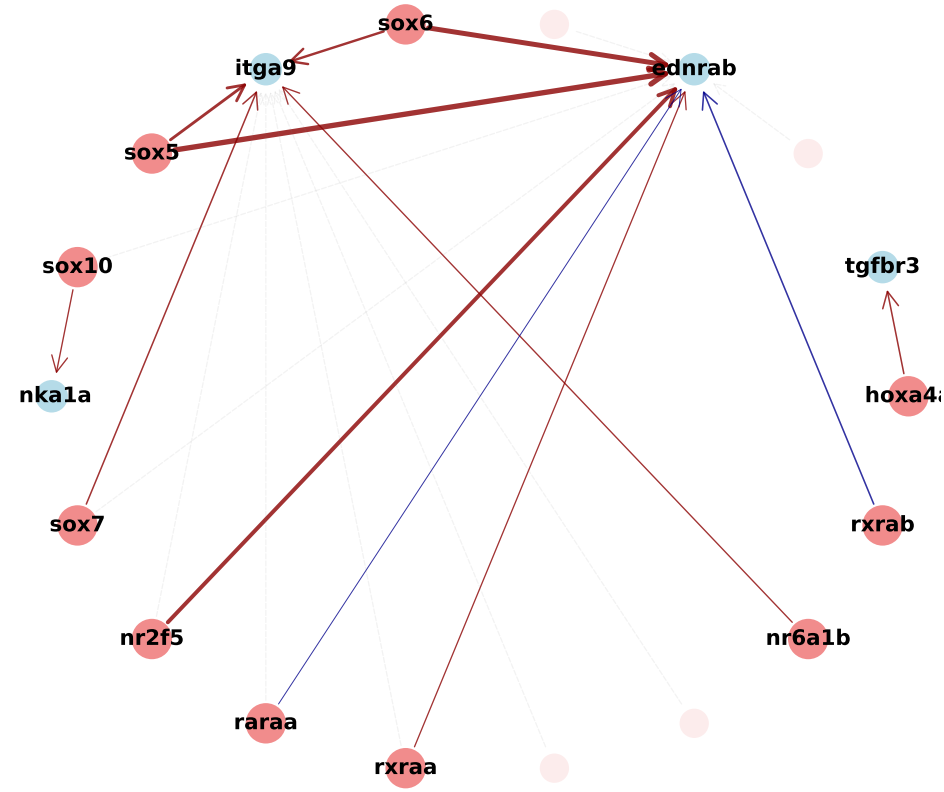 sox6
itga9
ednrab
sox5
sox10
tgfbr3
nka1a
hoxa4a
sox7
rxrab
nr2f5
nr6a1b
raraa
rxraa